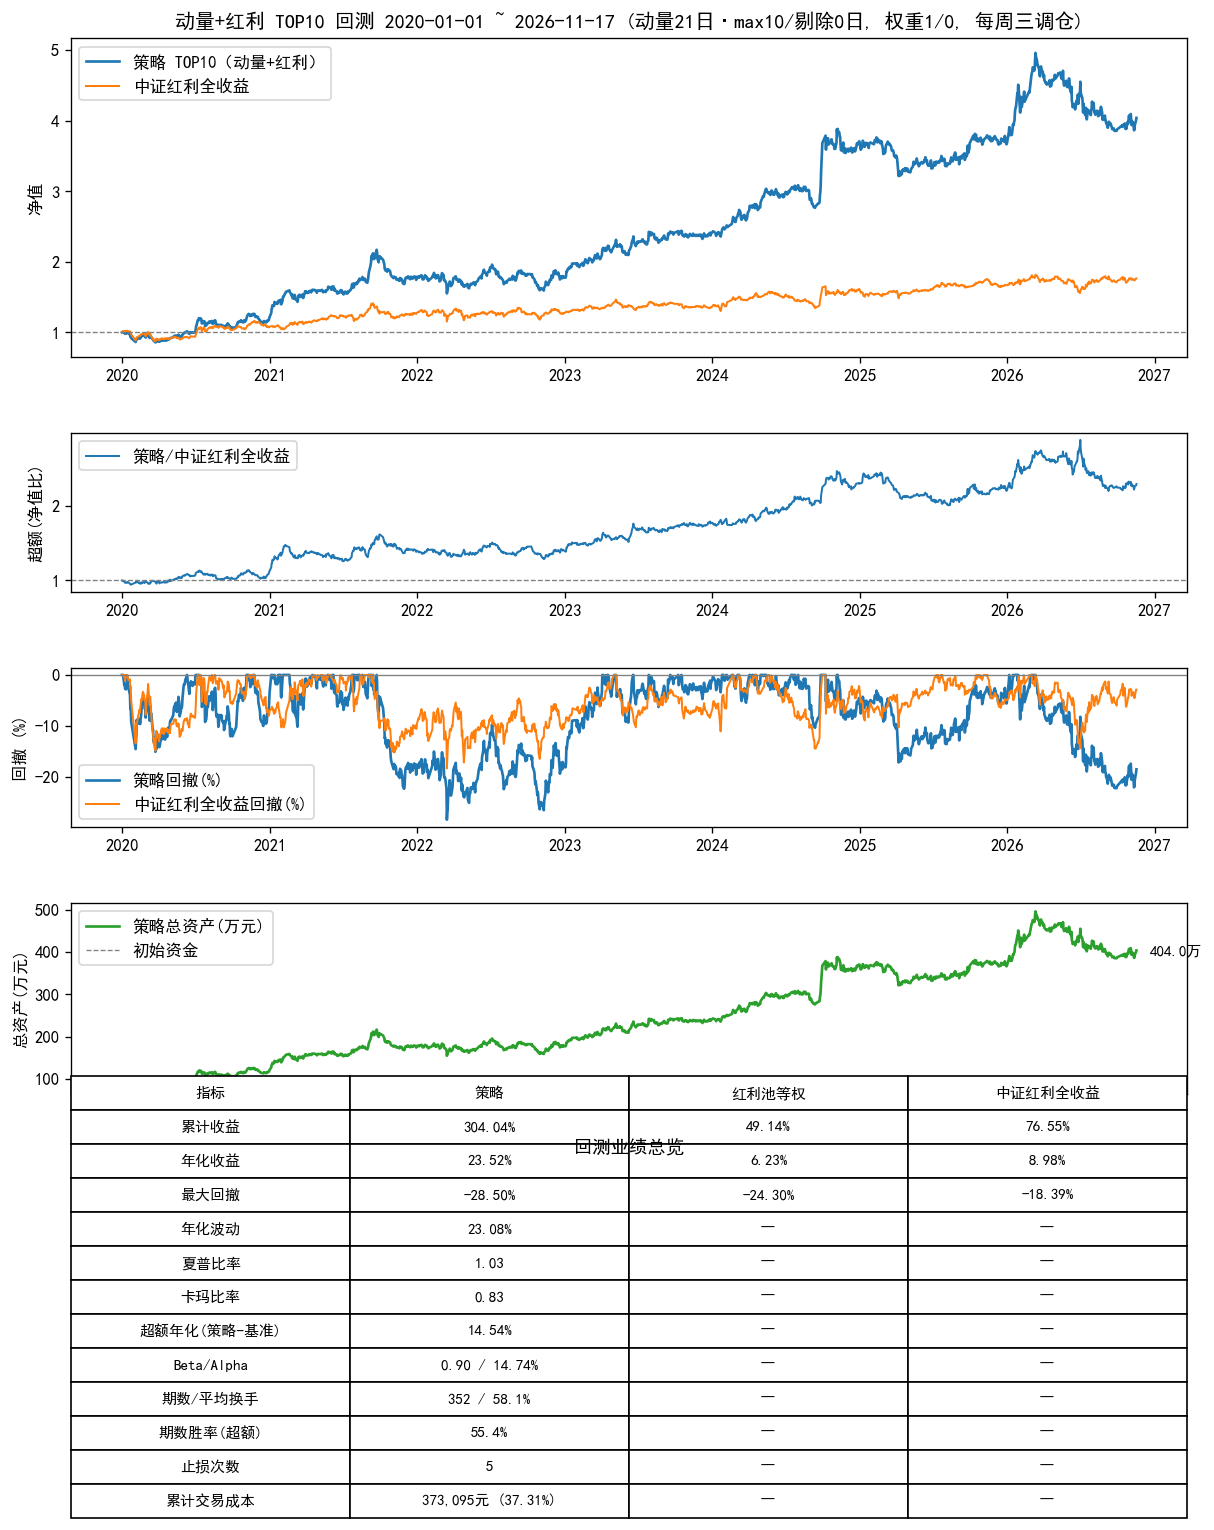 动量+红利 TOP10 回测 2020-01-01 ~ 2026-11-17 (动量21日·max10/剔除0日, 权重1/0, 每周三调仓)
净值
5
4
3
2
1
策略 TOP10（动量+红利）
中证红利全收益
2020 2021 2022 2023 2024 2025 2026 2027
超额(净值比)
2
1
策略/中证红利全收益
2020 2021 2022 2023 2024 2025 2026 2027
回撤 (%)
0
-10
-20
策略回撤(%)
中证红利全收益回撤(%)
2020 2021 2022 2023 2024 2025 2026 2027
总资产(万元)
500
400
300
200
100
策略总资产(万元)
初始资金
404.0万
指标 策略 红利池等权 中证红利全收益
累计收益 304.04% 49.14% 76.55%
回测业绩总览
年化收益 23.52% 6.23% 8.98%
最大回撤 -28.50% -24.30% -18.39%
年化波动 23.08% — —
夏普比率 1.03 — —
卡玛比率 0.83 — —
超额年化(策略-基准) 14.54% — —
Beta/Alpha 0.90 / 14.74% — —
期数/平均换手 352 / 58.1% — —
期数胜率(超额) 55.4% — —
止损次数 5 — —
累计交易成本 373,095元 (37.31%) — —